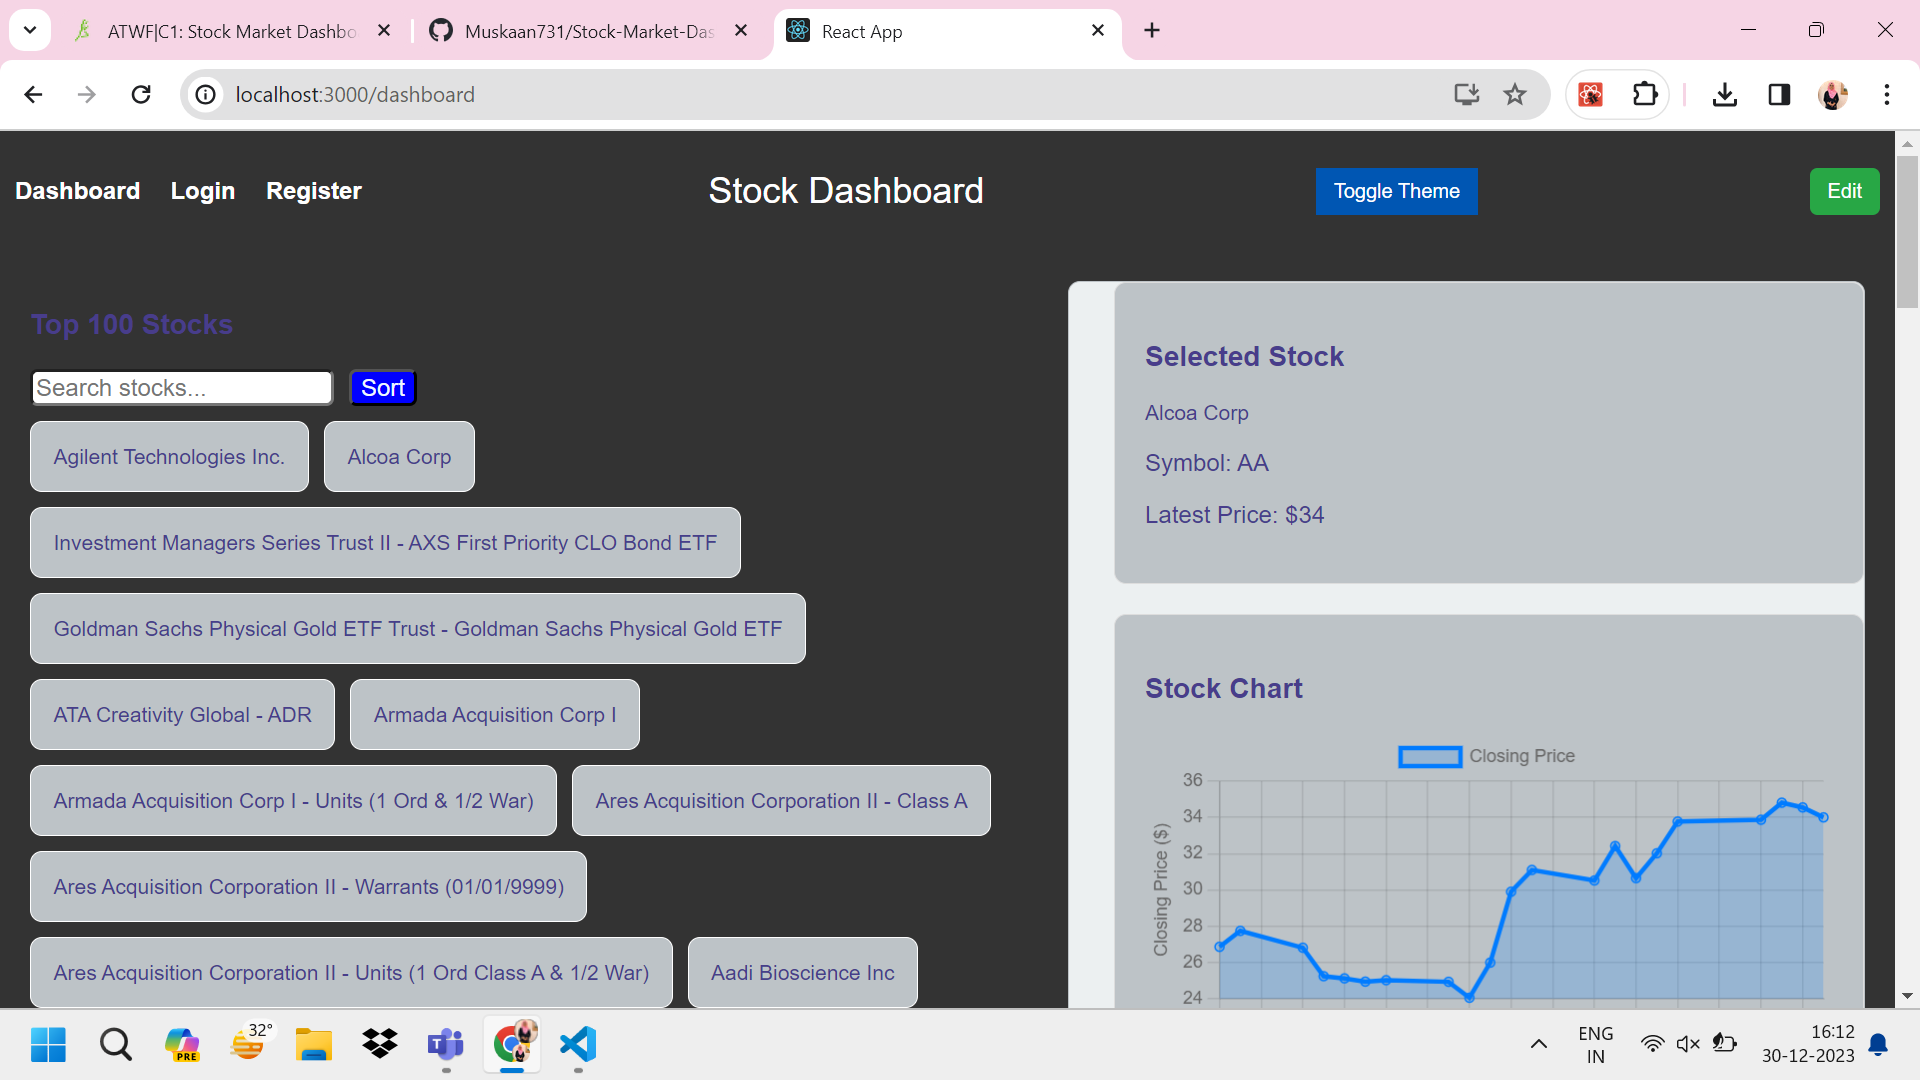 ATWF|C1: Stock Market Dashbo
Muskaan731/Stock-Market-Das
React App
localhost:3000/dashboard
Dashboard Login Register Stock Dashboard Toggle Theme Edit
Top 100 Stocks
Search stocks... Sort
Agilent Technologies Inc. Alcoa Corp
Investment Managers Series Trust II - AXS First Priority CLO Bond ETF
Goldman Sachs Physical Gold ETF Trust - Goldman Sachs Physical Gold ETF
ATA Creativity Global - ADR Armada Acquisition Corp I
Armada Acquisition Corp I - Units (1 Ord & 1/2 War) Ares Acquisition Corporation II - Class A
Ares Acquisition Corporation II - Warrants (01/01/9999)
Ares Acquisition Corporation II - Units (1 Ord Class A & 1/2 War) Aadi Bioscience Inc
Selected Stock
Alcoa Corp
Symbol: AA
Latest Price: $34
Stock Chart
Closing Price
Closing Price ($)
36
34
32
30
28
26
24
PRE
32°
ENG
IN
16:12
30-12-2023